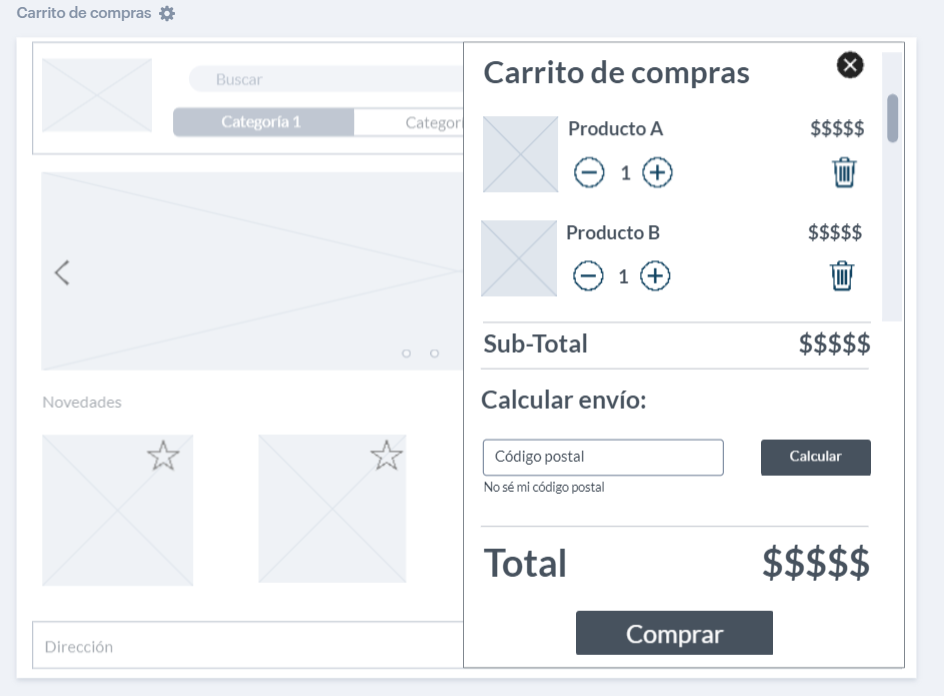 Carrito de compras
Buscar
Categoría 1
Categorí
Novedades
Dirección
Carrito de compras
Producto A
$$$$$
1
Producto B
$$$$$
1
Sub-Total
$$$$$
Calcular envío:
Código postal
Calcular
No sé mi código postal
Total
$$$$$
Comprar